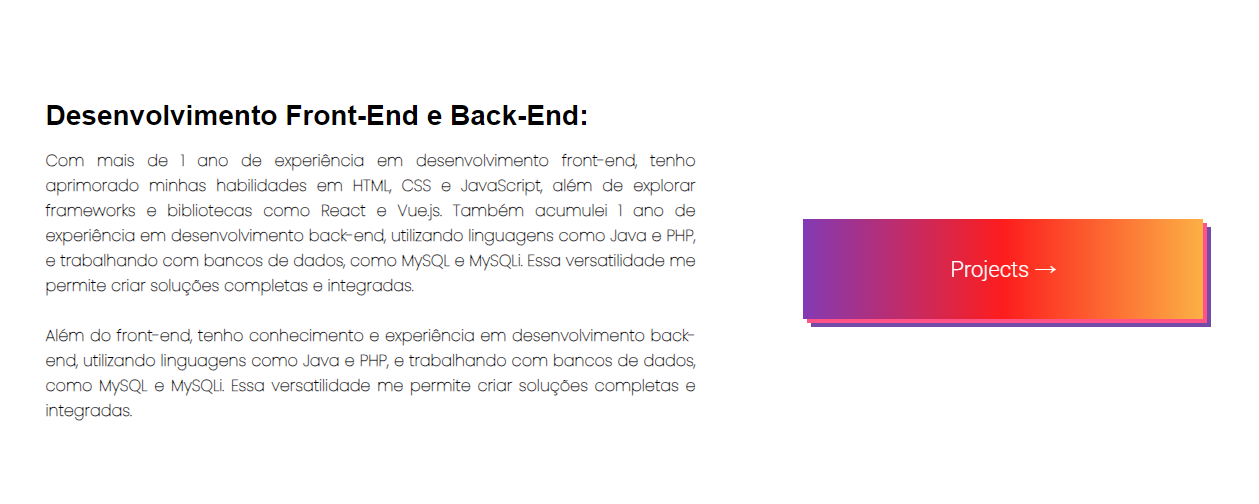 Desenvolvimento Front-End e Back-End:
Com mais de 1 ano de experiência em desenvolvimento front-end, tenho
aprimorado minhas habilidades em HTML, CSS e JavaScript, além de explorar
frameworks e bibliotecas como React e Vue.js. Também acumulei 1 ano de
experiência em desenvolvimento back-end, utilizando linguagens como Java e PHP,
e trabalhando com bancos de dados, como MySQL e MySQLi. Essa versatilidade me
permite criar soluções completas e integradas.
Além do front-end, tenho conhecimento e experiência em desenvolvimento back-
end, utilizando linguagens como Java e PHP, e trabalhando com bancos de dados,
como MySQL e MySQLi. Essa versatilidade me permite criar soluções completas e
integradas.
Projects →